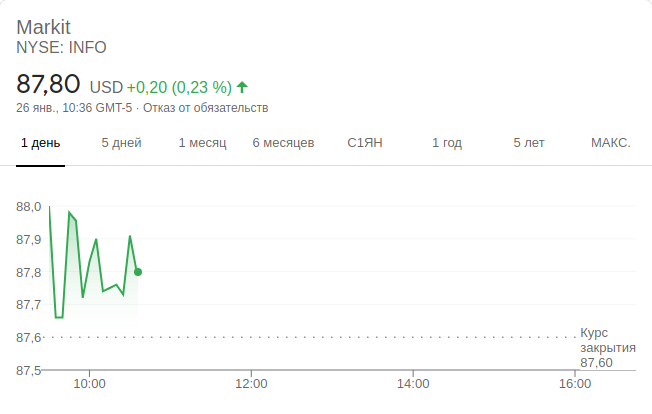 Markit
NYSE: INFO
87,80 USD +0,20 (0,23 %)
26 янв., 10:36 GMT-5 · Отказ от обязательств
1 день 5 дней 1 месяц 6 месяцев С1ЯН 1 год 5 лет МАКС.
88,0
87,9
87,8
87,7
87,6
87,5
Курс
закрытия
87,60
10:00 12:00 14:00 16:00